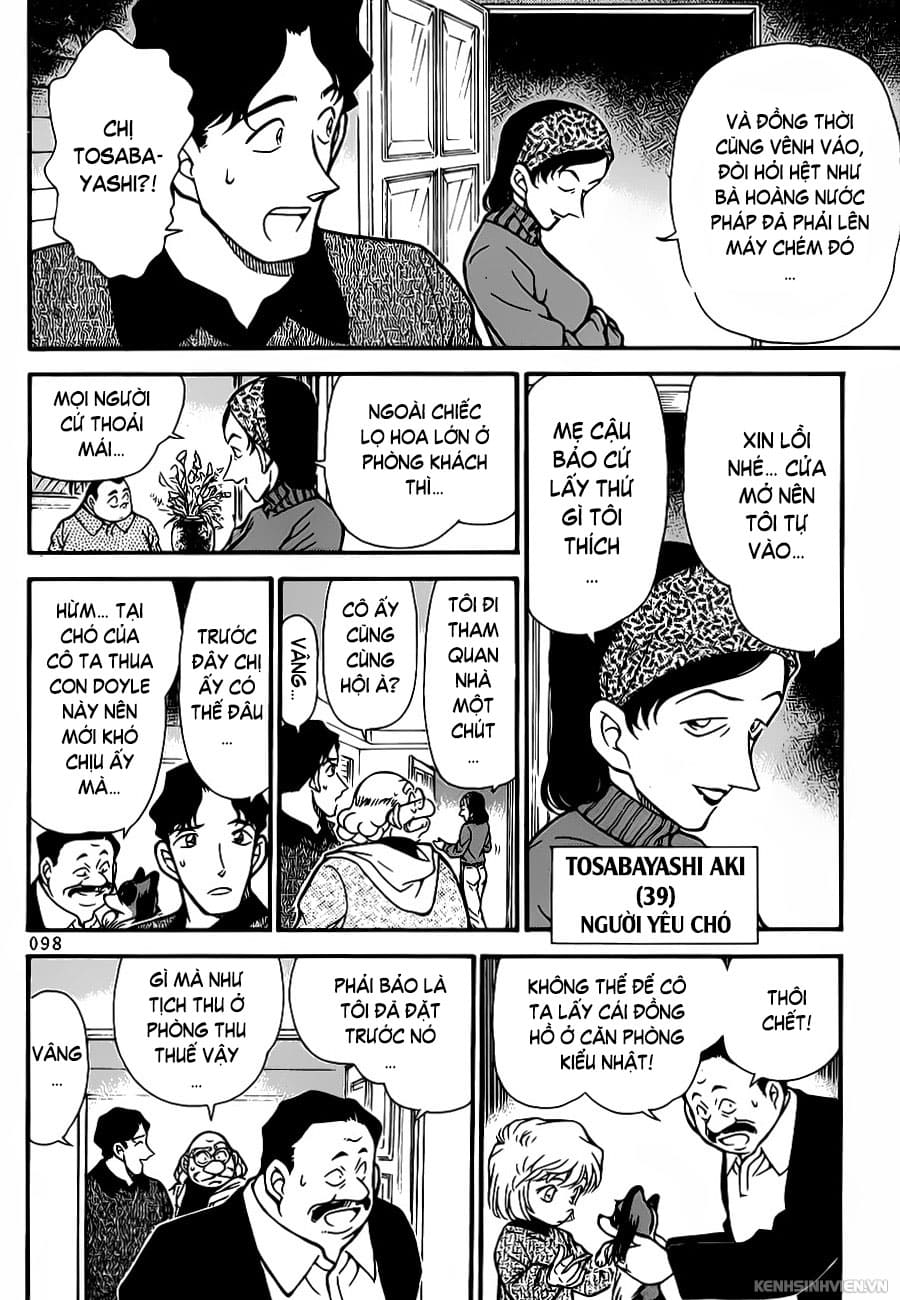 VÀ ĐỒNG THỜI
CŨNG VÊNH VÁO,
ĐÒI HỎI HỆT NHƯ
BÀ HOÀNG NƯỚC
PHÁP ĐÃ PHẢI LÊN
MÁY CHÉM ĐÓ
...
CHỊ
TOSABA-
YASHI?!
XIN LỖI
NHÉ... CỬA
MỞ NÊN
TÔI TỰ
VÀO...
MẸ CẬU
BẢO CỨ
LẤY THỨ
GÌ TÔI
THÍCH
...
TOSABAYASHI AKI
(39)
NGƯỜI YÊU CHÓ
NGOÀI CHIẾC
LỌ HOA LỚN Ở
PHÒNG KHÁCH
THÌ...
MỌI NGƯỜI
CỨ THOẢI
MÁI...
TÔI ĐI
THAM
QUAN
NHÀ
MỘT
CHÚT
...
CÔ ẤY
CŨNG
CÙNG
HỘI À?
VÂNG...
TRƯỚC
ĐÂY CHỊ
ẤY CÓ
THẾ ĐÂU
...
HỪM... TẠI
CHÓ CỦA
CÔ TA THUA
CON DOYLE
NÀY NÊN
MỚI KHÓ
CHỊU ẤY
MÀ...
098
THÔI
CHẾT!
KHÔNG THỂ ĐỂ CÔ
TA LẤY CÁI ĐỒNG
HỒ Ở CĂN PHÒNG
KIỂU NHẬT!
PHẢI BẢO LÀ
TÔI ĐÃ ĐẶT
TRƯỚC NÓ
...
GÌ MÀ NHƯ
TỊCH THU Ở
PHÒNG THU
THUẾ VẬY
...
VÂNG
...
KENHSINHVIEN.VN